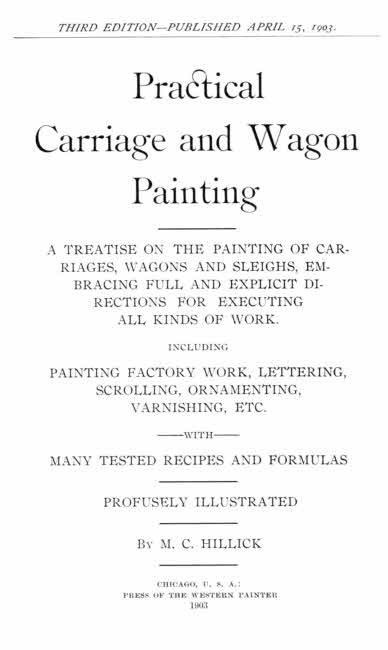 THIRD EDITION—PUBLISHED APRIL 15, 1903.
Practical
Carriage and Wagon
Painting
A TREATISE ON THE PAINTING OF CAR-
RIAGES, WAGONS AND SLEIGHS, EM-
BRACING FULL AND EXPLICIT DI-
RECTIONS FOR EXECUTING
ALL KINDS OF WORK.
INCLUDING
PAINTING FACTORY WORK, LETTERING,
SCROLLING, ORNAMENTING,
VARNISHING, ETC.
——WITH——
MANY TESTED RECIPES AND FORMULAS
PROFUSELY ILLUSTRATED
By M. C. HILLICK
CHICAGO, U. S. A.:
PRESS OF THE WESTERN PAINTER
1903